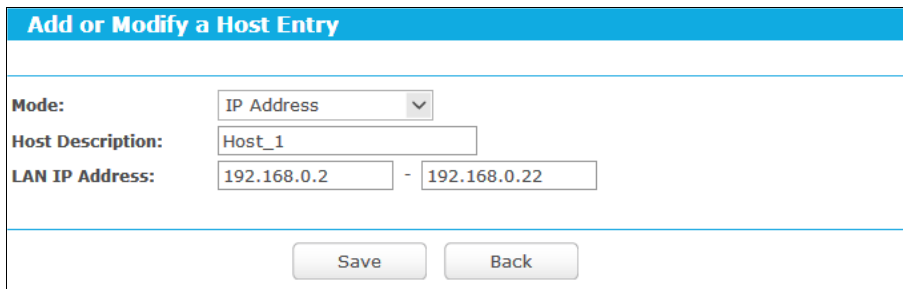 Add or Modify a Host Entry
Mode: IP Address
Host Description: Host_1
LAN IP Address: 192.168.0.2 - 192.168.0.22
Save Back